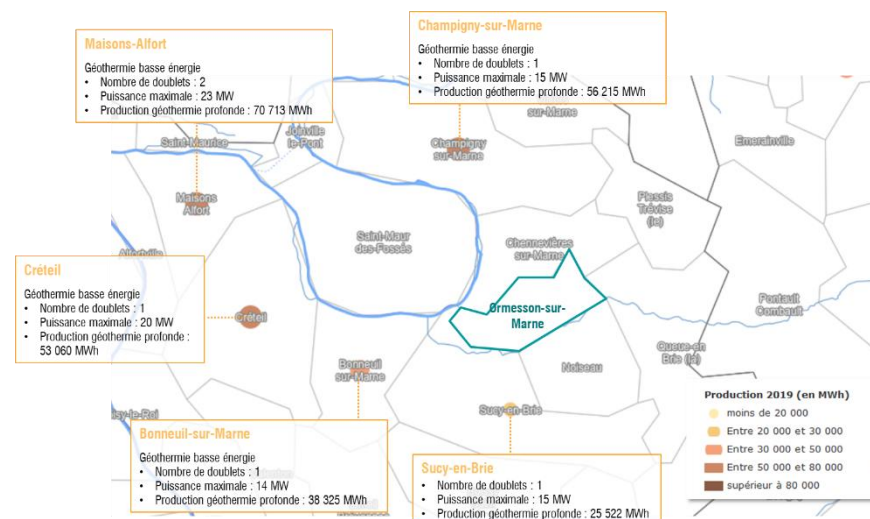 Maisons-Alfort
Géothermie basse énergie
• Nombre de doublets : 2
• Puissance maximale : 23 MW
• Production géothermie profonde : 70 713 MWh
Champigny-sur-Marne
Géothermie basse énergie
• Nombre de doublets : 1
• Puissance maximale : 15 MW
• Production géothermie profonde : 56 215 MWh
sur-Marne
Saint-Maurice
Joinville
le-Pont
Champigny
sur-Marne
Emerainville
Maisons
Alfort
Plessis
Trévise
(le)
Saint-Maur
des-Fossés
Chennevières
sur-Marne
Créteil
Géothermie basse énergie
• Nombre de doublets : 1
• Puissance maximale : 20 MW
• Production géothermie profonde :
53 060 MWh
Créteil
Ormesson-sur-
Marne
Pontault
Combault
Bonneuil
sur-Marne
Noiseau
Queue-en
Brie (la)
Sucy-en-Brie
isy-le-Roi
Bonneuil-sur-Marne
Géothermie basse énergie
• Nombre de doublets : 1
• Puissance maximale : 14 MW
• Production géothermie profonde : 38 325 MWh
Sucy-en-Brie
• Nombre de doublets : 1
• Puissance maximale : 15 MW
• Production géothermie profonde : 25 522 MWh
Production 2019 (en MWh)
moins de 20 000
Entre 20 000 et 30 000
Entre 30 000 et 50 000
Entre 50 000 et 80 000
supérieur à 80 000